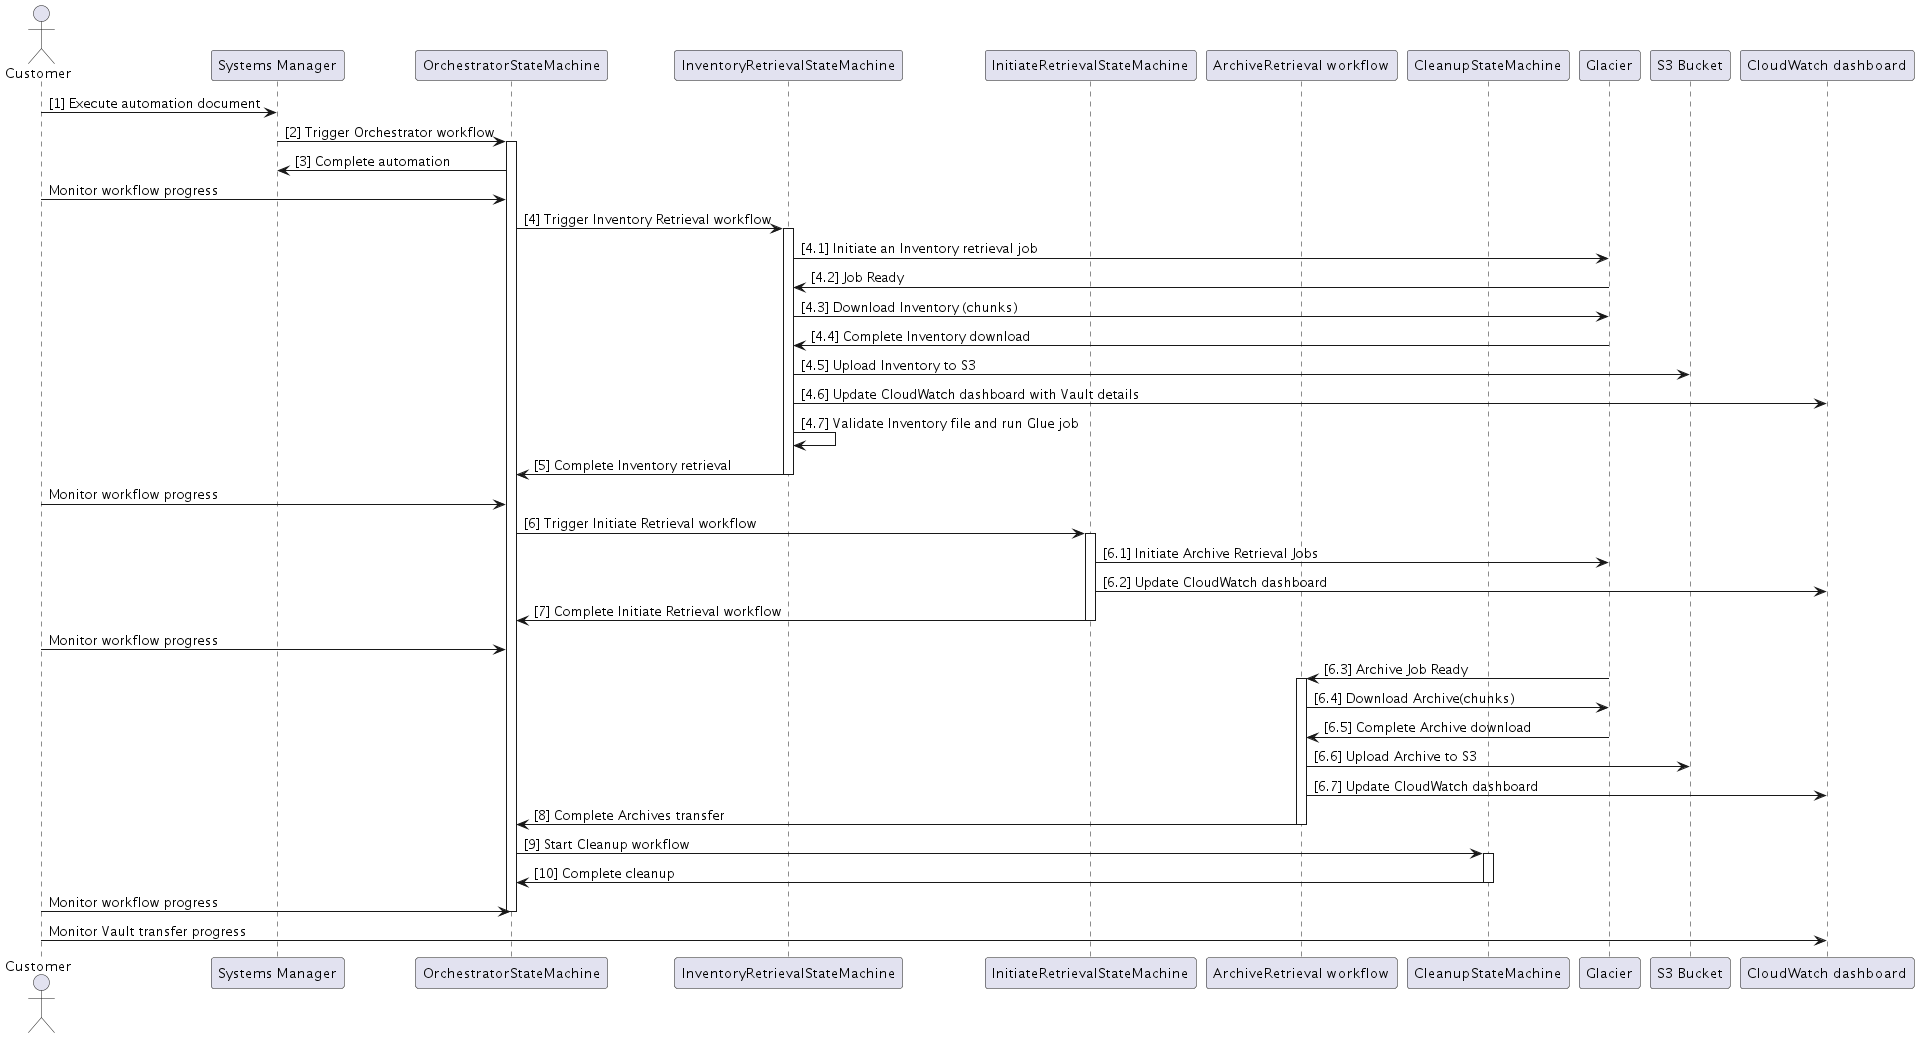 Customer
Systems Manager
OrchestratorStateMachine
InventoryRetrievalStateMachine
InitiateRetrievalStateMachine
ArchiveRetrieval workflow
CleanupStateMachine
Glacier
S3 Bucket
CloudWatch dashboard
[1] Execute automation document
[2] Trigger Orchestrator workflow
[3] Complete automation
Monitor workflow progress
[4] Trigger Inventory Retrieval workflow
[4.1] Initiate an Inventory retrieval job
[4.2] Job Ready
[4.3] Download Inventory (chunks)
[4.4] Complete Inventory download
[4.5] Upload Inventory to S3
[4.6] Update CloudWatch dashboard with Vault details
[4.7] Validate Inventory file and run Glue job
[5] Complete Inventory retrieval
Monitor workflow progress
[6] Trigger Initiate Retrieval workflow
[6.1] Initiate Archive Retrieval Jobs
[6.2] Update CloudWatch dashboard
[7] Complete Initiate Retrieval workflow
Monitor workflow progress
[6.3] Archive Job Ready
[6.4] Download Archive(chunks)
[6.5] Complete Archive download
[6.6] Upload Archive to S3
[6.7] Update CloudWatch dashboard
[8] Complete Archives transfer
[9] Start Cleanup workflow
[10] Complete cleanup
Monitor workflow progress
Monitor Vault transfer progress
Customer
Systems Manager
OrchestratorStateMachine
InventoryRetrievalStateMachine
InitiateRetrievalStateMachine
ArchiveRetrieval workflow
CleanupStateMachine
Glacier
S3 Bucket
CloudWatch dashboard